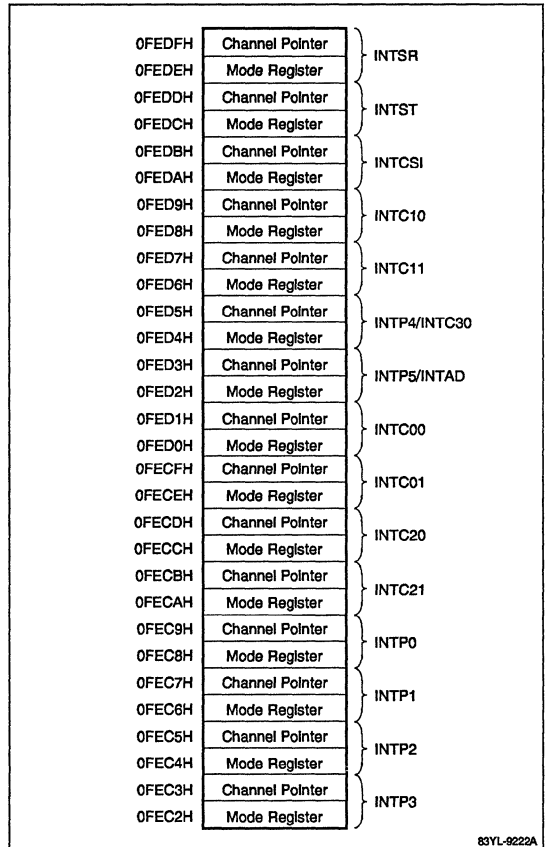 0FEDFH Channel Pointer
INTSR
0FEDEH Mode Register
0FEDDH Channel Pointer
INTST
0FEDCH Mode Register
0FEDBH Channel Pointer
INTCSI
0FEDAH Mode Register
0FED9H Channel Pointer
INTC10
0FED8H Mode Register
0FED7H Channel Pointer
INTC11
0FED6H Mode Register
0FED5H Channel Pointer
INTP4/INTC30
0FED4H Mode Register
0FED3H Channel Pointer
INTP5/INTAD
0FED2H Mode Register
0FED1H Channel Pointer
INTC00
0FED0H Mode Register
0FECFH Channel Pointer
INTC01
0FECEH Mode Register
0FECDH Channel Pointer
INTC20
0FECCH Mode Register
0FECBH Channel Pointer
INTC21
0FECAH Mode Register
0FEC9H Channel Pointer
INTP0
0FEC8H Mode Register
0FEC7H Channel Pointer
INTP1
0FEC6H Mode Register
0FEC5H Channel Pointer
INTP2
0FEC4H Mode Register
0FEC3H Channel Pointer
INTP3
0FEC2H Mode Register
83YL-9222A